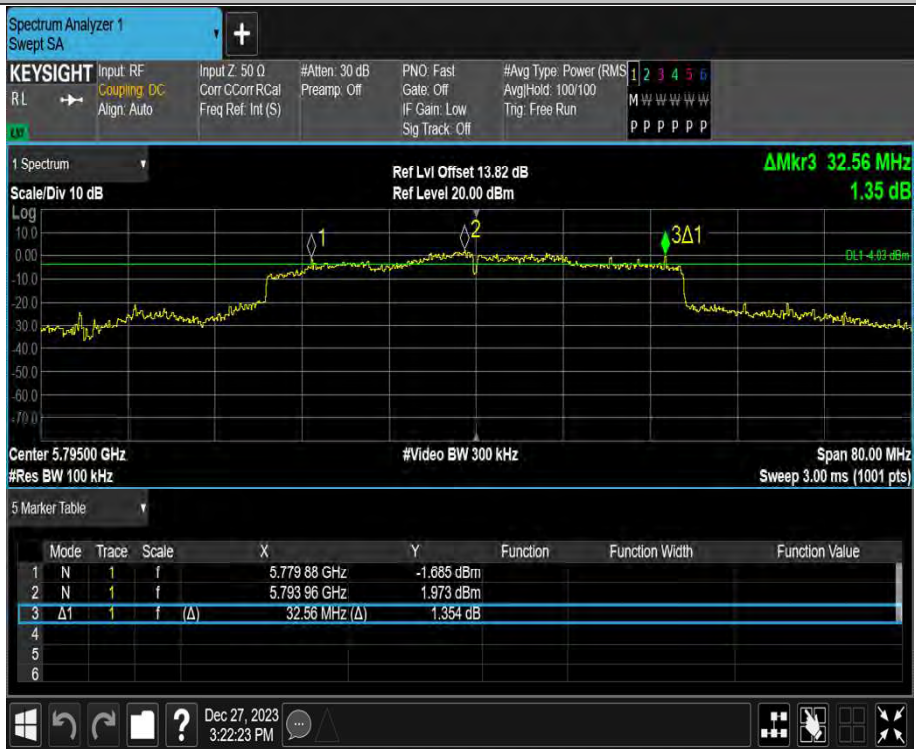 Spectrum Analyzer 1
Swept SA
+
KEYSIGHT Input: RF Input Z: 50 Ω #Atten: 30 dB PNO: Fast #Avg Type: Power (RMS 1 2 3 4 5 6
RL Coupling: DC Corr CCorr RCal Preamp: Off Gate: Off Avg|Hold: 100/100 M W W W W W
Align: Auto Freq Ref: Int (S) IF Gain: Low Trig: Free Run
Sig Track: Off P P P P P P
1 Spectrum
Ref Lvl Offset 13.82 dB ΔMkr3 32.56 MHz
Scale/Div 10 dB Ref Level 20.00 dBm 1.35 dB
Log
10.0 1 2 3Δ1
0.00 DL1 -4.03 dBm
-10.0
-20.0
30.0
-40.0
-50.0
-60.0
-70.0
Center 5.79500 GHz #Video BW 300 kHz Span 80.00 MHz
#Res BW 100 kHz Sweep 3.00 ms (1001 pts)
5 Marker Table
Mode Trace Scale X Y Function Function Width Function Value
1 N 1 f 5.779 88 GHz -1.685 dBm
2 N 1 f 5.793 96 GHz 1.973 dBm
3 Δ1 1 f (Δ) 32.56 MHz (Δ) 1.354 dB
4
5
6
? Dec 27, 2023
3:22:23 PM